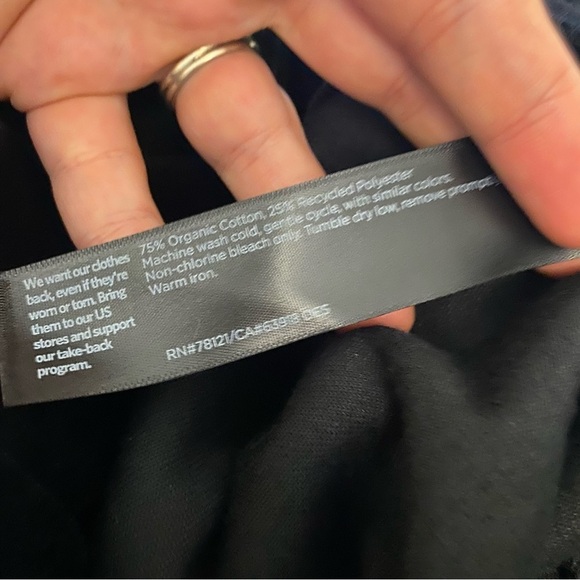 We want our clothes
back, even if they're
worn or torn. Bring
them to our US
stores and support
our take-back
program.
75% Organic Cotton, 25% Recycled Polyester
Machine wash cold, gentle cycle, with similar colors.
Non-chlorine bleach only. Tumble dry low, remove
Warm iron.
RN#78121/CA#